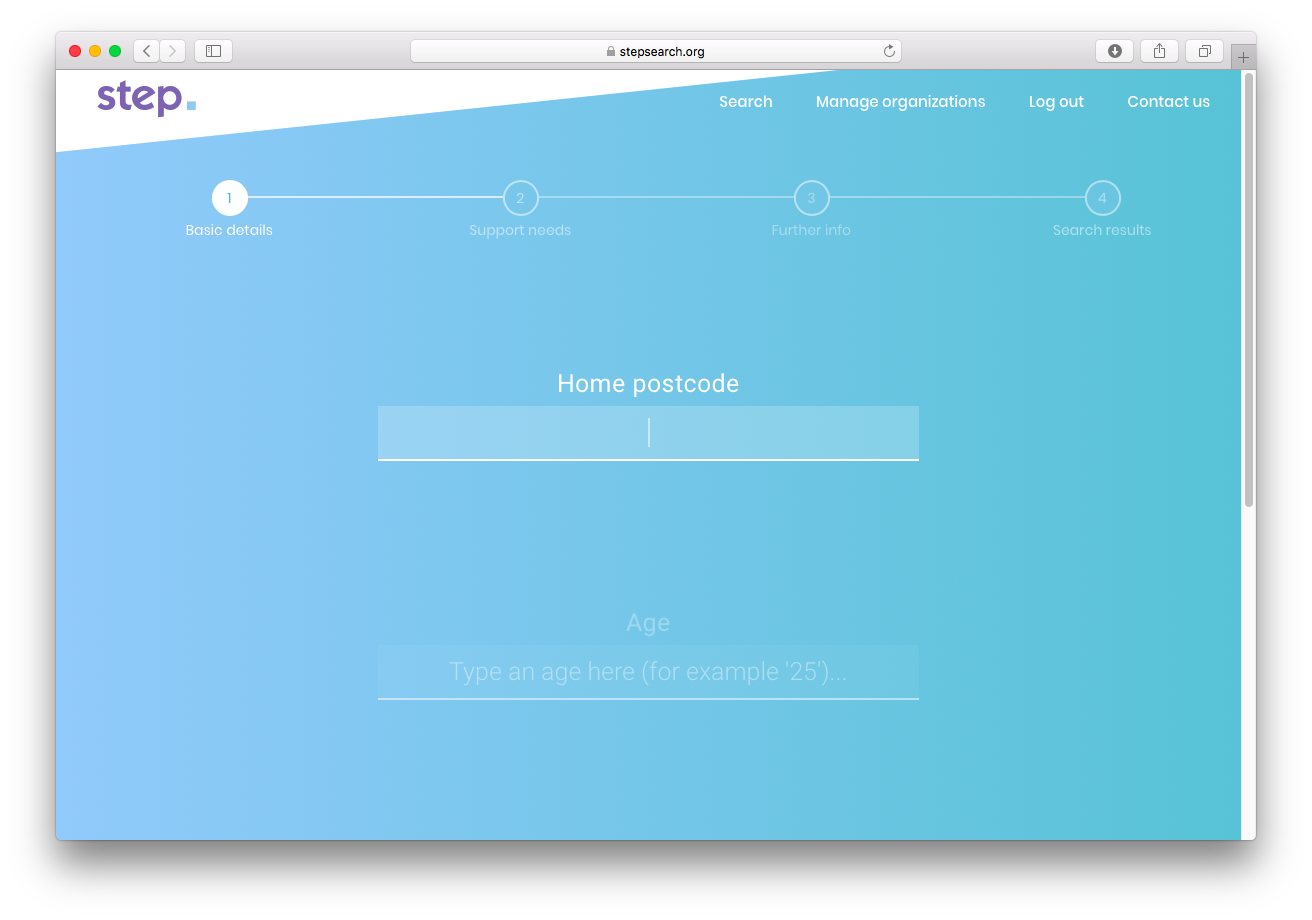 stepsearch.org
step.
Search Manage organizations Log out Contact us
1 2 3 4
Basic details Support needs Further info Search results
Home postcode
Age
Type an age here (for example '25')...